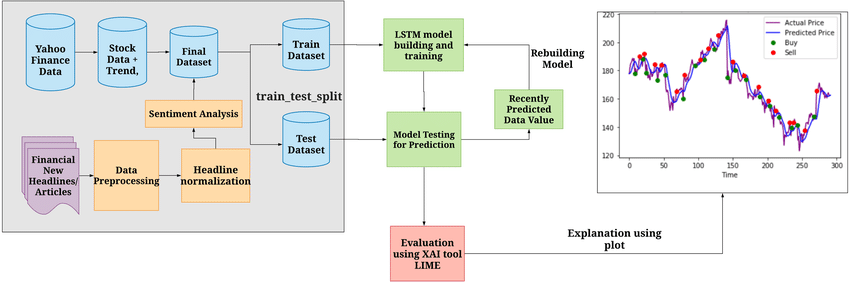 Yahoo
Finance
Data
Stock
Data +
Trend,
Final
Dataset
Train
Dataset
train_test_split
Test
Dataset
Sentiment Analysis
Financial
New
Headlines/
Articles
Data
Preprocessing
Headline
normalization
LSTM model
building and
training
Rebuilding
Model
Recently
Predicted
Data Value
Model Testing
for Prediction
Evaluation
using XAI tool
LIME
Explanation using
plot
220
200
180
160
140
120
0
50
100
150
200
250
300
Time
Actual Price
Predicted Price
Buy
Sell